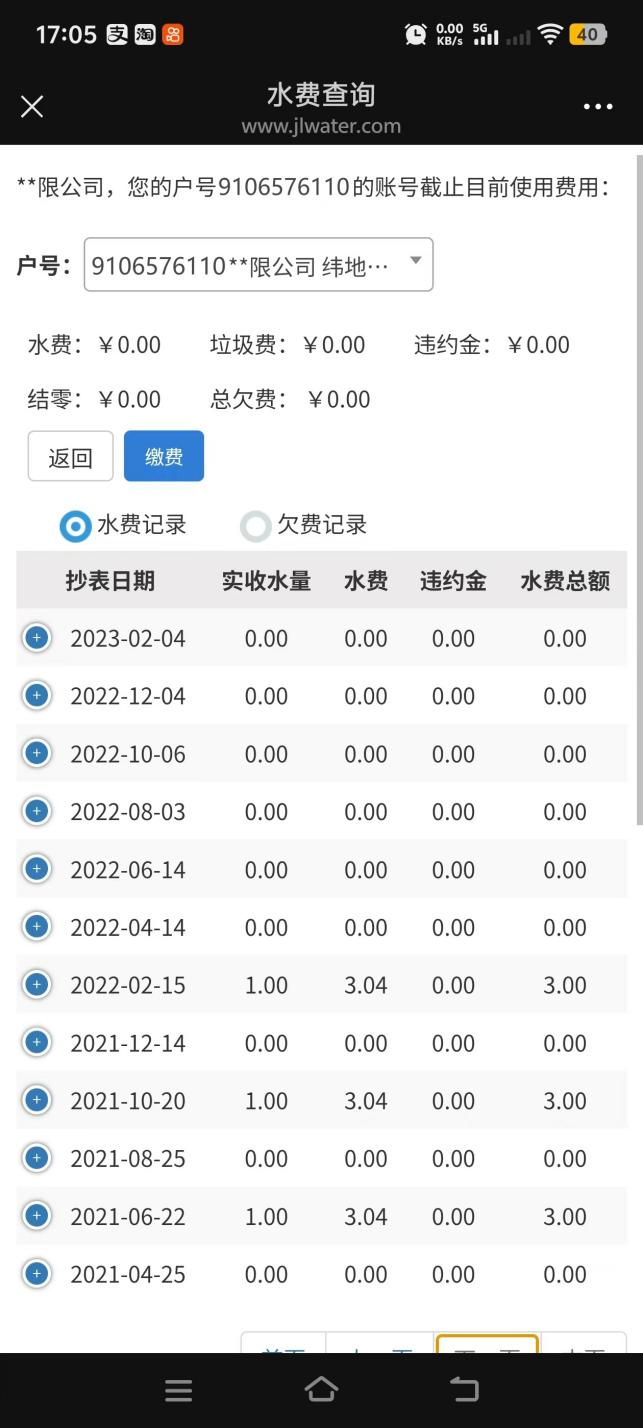 17:05 支 淘 0.00 KB/s 5G 40
水费查询
www.jlwater.com
**限公司，您的户号9106576110的账号截止目前使用费用：
户号： 9106576110**限公司 纬地···
水费：￥0.00 垃圾费：￥0.00 违约金：￥0.00
结零：￥0.00 总欠费：￥0.00
返回 缴费
水费记录 欠费记录
抄表日期 实收水量 水费 违约金 水费总额
2023-02-04 0.00 0.00 0.00 0.00
2022-12-04 0.00 0.00 0.00 0.00
2022-10-06 0.00 0.00 0.00 0.00
2022-08-03 0.00 0.00 0.00 0.00
2022-06-14 0.00 0.00 0.00 0.00
2022-04-14 0.00 0.00 0.00 0.00
2022-02-15 1.00 3.04 0.00 3.00
2021-12-14 0.00 0.00 0.00 0.00
2021-10-20 1.00 3.04 0.00 3.00
2021-08-25 0.00 0.00 0.00 0.00
2021-06-22 1.00 3.04 0.00 3.00
2021-04-25 0.00 0.00 0.00 0.00